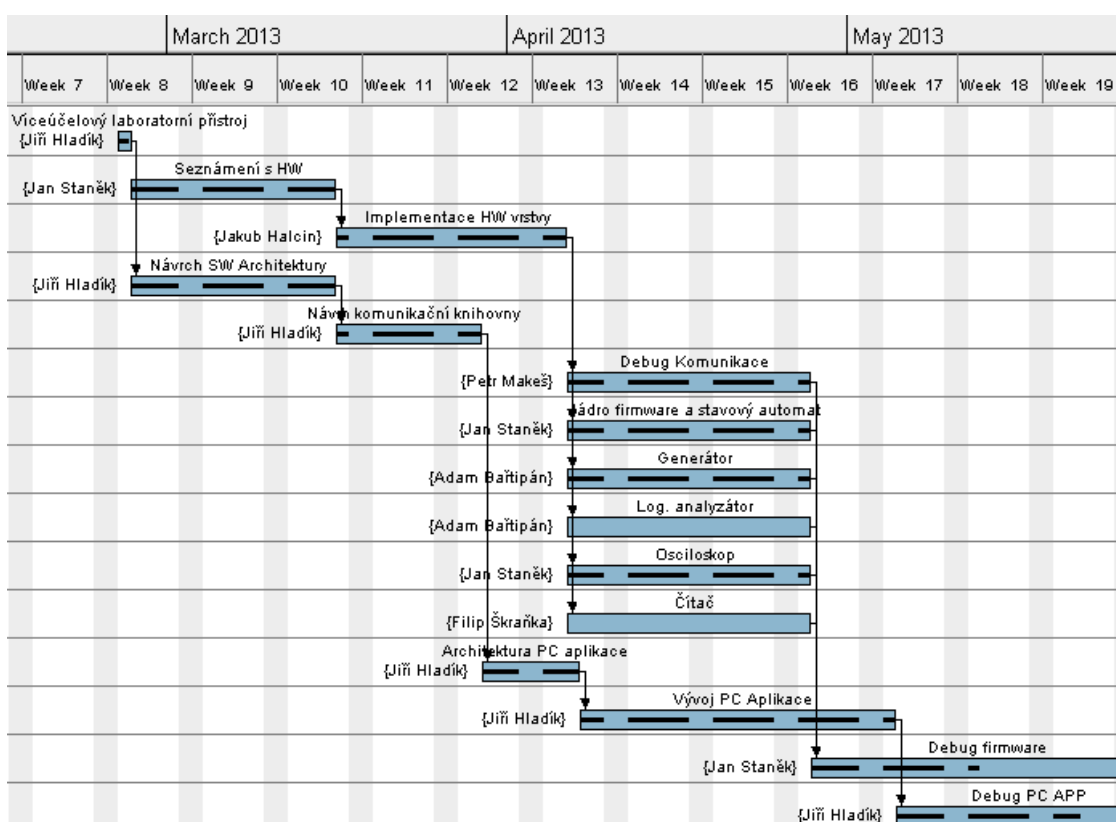 March 2013 April 2013 May 2013
Week 7 Week 8 Week 9 Week 10 Week 11 Week 12 Week 13 Week 14 Week 15 Week 16 Week 17 Week 18 Week 19
Víceúčelový laboratorní přístroj
{Jiří Hladík}
Seznámení s HW
{Jan Staněk}
Implementace HW vrstvy
{Jakub Halcin}
Návrch SW Architektury
{Jiří Hladík}
komunikační knihovny
{Jiří Hladík}
Debug Komunikace
{Petr Makeš}
firmware a stavový automat
{Jan Staněk}
Generátor
{Adam Bařtipán}
Log. analyzátor
{Adam Bařtipán}
Osciloskop
{Jan Staněk}
Čítač
{Filip Škraňka}
Architektura PC aplikace
{Jiří Hladík}
Vývoj PC Aplikace
{Jiří Hladík}
Debug firmware
{Jan Staněk}
Debug PC APP
{Jiří Hladík}